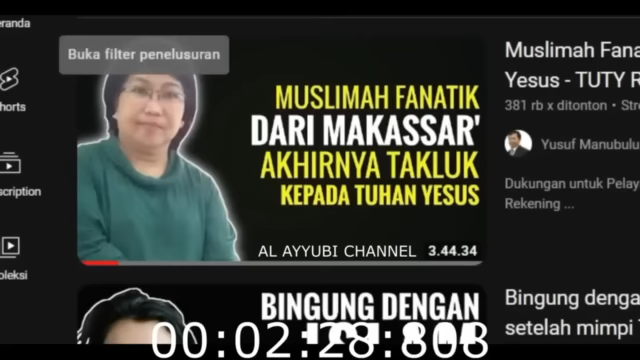 eranda
Buka filter penelusuran
horts
scription
oleksi
MUSLIMAH FANATIK
DARI MAKASSAR'
AKHIRNYA TAKLUK
KEPADA TUHAN YESUS
AL AYYUBI CHANNEL
3.44.34
Muslimah Fana
Yesus - TUTY R
381 rb x ditonton • Stre
Yusuf Manubulu
Dukungan untuk Pelay
Rekening ...
BINGUNG DENGAN
Bingung denga
setelah mimpi
00:02:28:808